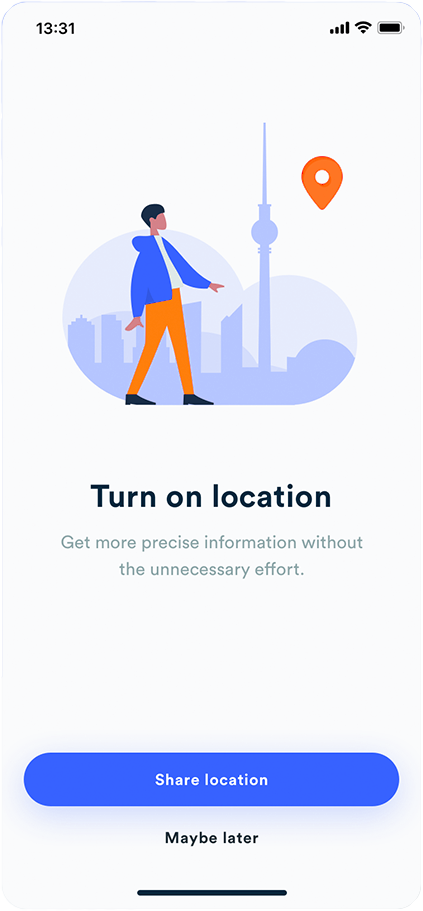 13:31
Turn on location
Get more precise information without
the unnecessary effort.
Share location
Maybe later